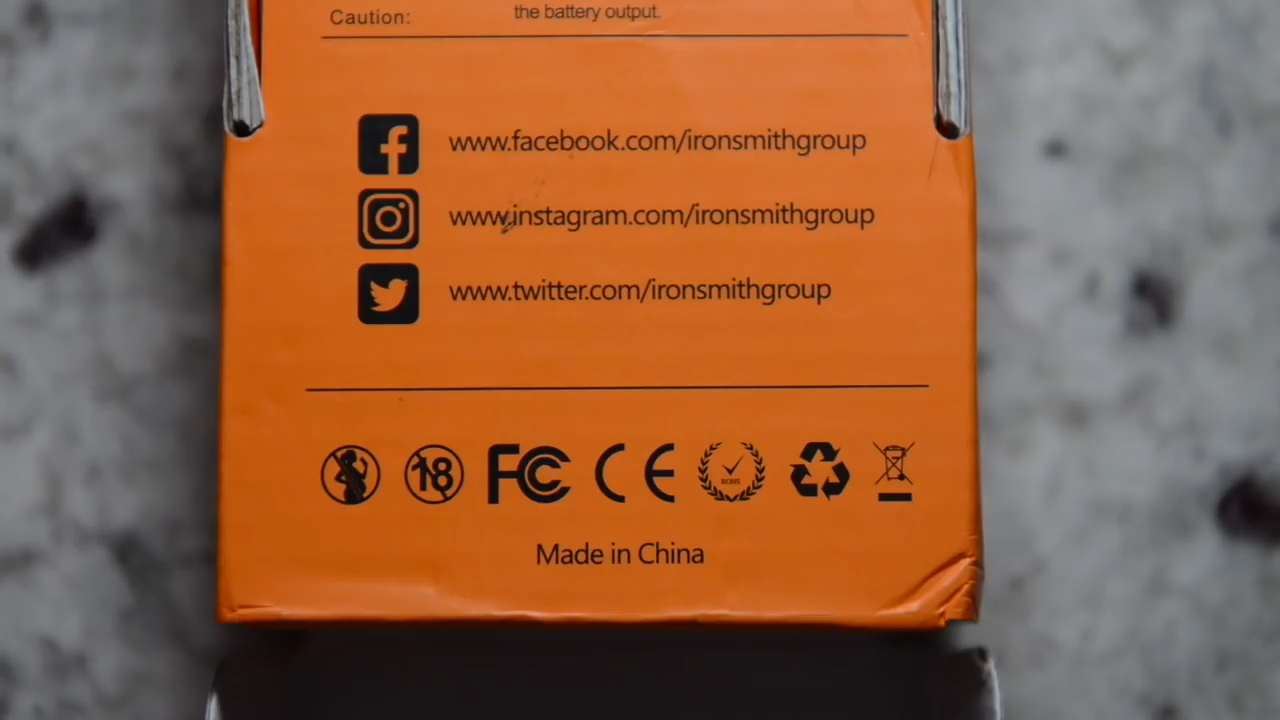 Caution:
the battery output.
www.facebook.com/ironsmithgroup
www.instagram.com/ironsmithgroup
www.twitter.com/ironsmithgroup
18
FC CE ROHS
Made in China